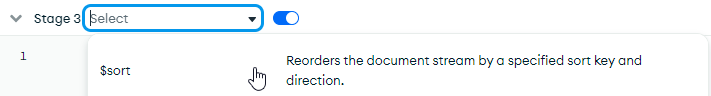 Stage 3 Select
1
$sort
Reorders the document stream by a specified sort key and
direction.